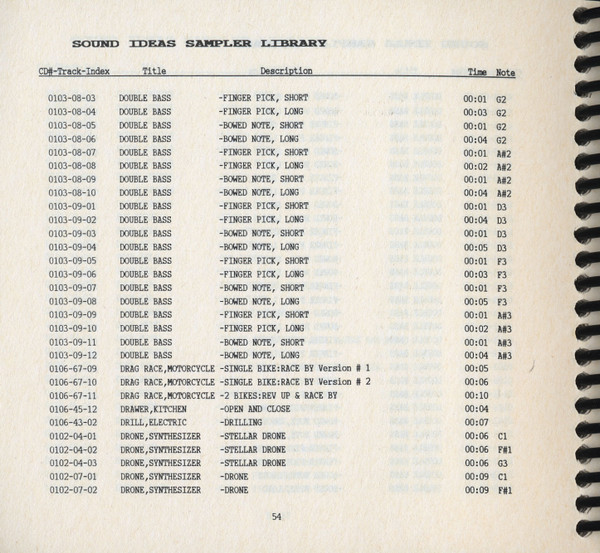 SOUND IDEAS SAMPLER LIBRARY
CD#-Track-Index Title Description Time Note
0103-08-03 DOUBLE BASS -FINGER PICK, SHORT 00:01 G2
0103-08-04 DOUBLE BASS -FINGER PICK, LONG 00:03 G2
0103-08-05 DOUBLE BASS -BOWED NOTE, SHORT 00:01 G2
0103-08-06 DOUBLE BASS -BOWED NOTE, LONG 00:04 G2
0103-08-07 DOUBLE BASS -FINGER PICK, SHORT 00:01 A#2
0103-08-08 DOUBLE BASS -FINGER PICK, LONG 00:02 A#2
0103-08-09 DOUBLE BASS -BOWED NOTE, SHORT 00:01 A#2
0103-08-10 DOUBLE BASS -BOWED NOTE, LONG 00:04 A#2
0103-09-01 DOUBLE BASS -FINGER PICK, SHORT 00:01 D3
0103-09-02 DOUBLE BASS -FINGER PICK, LONG 00:04 D3
0103-09-03 DOUBLE BASS -BOWED NOTE, SHORT 00:01 D3
0103-09-04 DOUBLE BASS -BOWED NOTE, LONG 00:05 D3
0103-09-05 DOUBLE BASS -FINGER PICK, SHORT 00:01 F3
0103-09-06 DOUBLE BASS -FINGER PICK, LONG 00:03 F3
0103-09-07 DOUBLE BASS -BOWED NOTE, SHORT 00:01 F3
0103-09-08 DOUBLE BASS -BOWED NOTE, LONG 00:05 F3
0103-09-09 DOUBLE BASS -FINGER PICK, SHORT 00:01 A#3
0103-09-10 DOUBLE BASS -FINGER PICK, LONG 00:02 A#3
0103-09-11 DOUBLE BASS -BOWED NOTE, SHORT 00:01 A#3
0103-09-12 DOUBLE BASS -BOWED NOTE, LONG 00:04 A#3
0106-67-09 DRAG RACE,MOTORCYCLE -SINGLE BIKE:RACE BY Version # 1 00:05
0106-67-10 DRAG RACE,MOTORCYCLE -SINGLE BIKE:RACE BY Version # 2 00:06
0106-67-11 DRAG RACE,MOTORCYCLE -2 BIKES:REV UP & RACE BY 00:10
0106-45-12 DRAWER,KITCHEN -OPEN AND CLOSE 00:04
0106-43-02 DRILL,ELECTRIC -DRILLING 00:07
0102-04-01 DRONE,SYNTHESIZER -STELLAR DRONE 00:06 C1
0102-04-02 DRONE,SYNTHESIZER -STELLAR DRONE 00:06 F#1
0102-04-03 DRONE,SYNTHESIZER -STELLAR DRONE 00:06 G3
0102-07-01 DRONE,SYNTHESIZER -DRONE 00:09 C1
0102-07-02 DRONE,SYNTHESIZER -DRONE 00:09 F#1
54